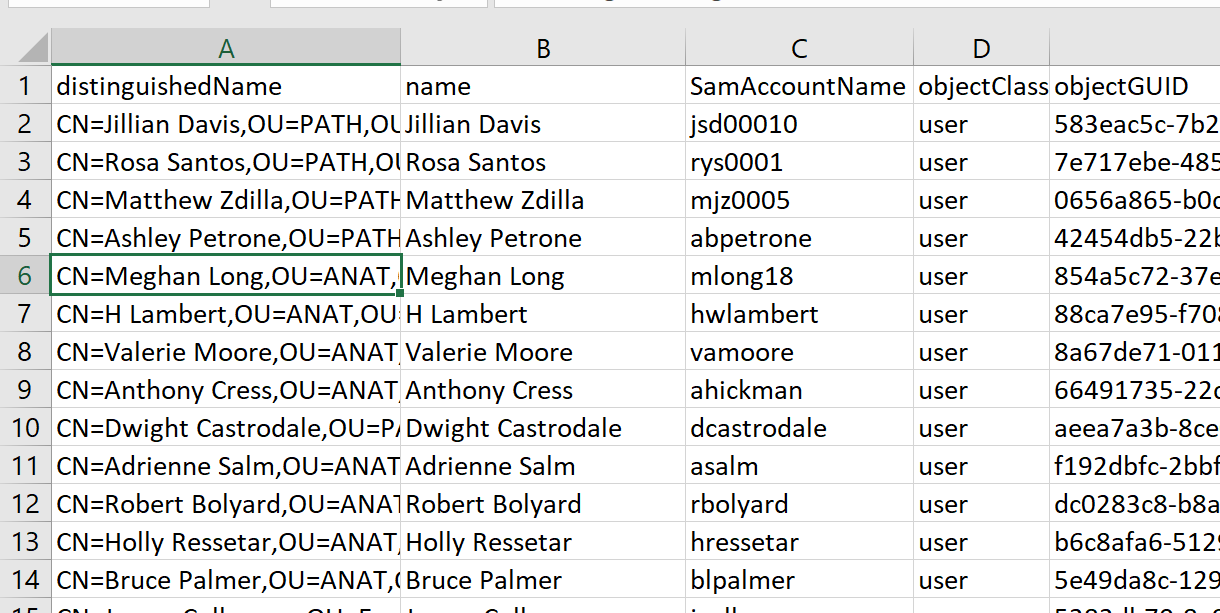 A B C D
1 distinguishedName name SamAccountName objectClass objectGUID
2 CN=Jillian Davis,OU=PATH,OU Jillian Davis jsd00010 user 583eac5c-7b2
3 CN=Rosa Santos,OU=PATH,OU Rosa Santos rys0001 user 7e717ebe-485
4 CN=Matthew Zdilla,OU=PATH Matthew Zdilla mjz0005 user 0656a865-b0c
5 CN=Ashley Petrone,OU=PATH Ashley Petrone abpetrone user 42454db5-22b
6 CN=Meghan Long,OU=ANAT, Meghan Long mlong18 user 854a5c72-37e
7 CN=H Lambert,OU=ANAT,OU= H Lambert hwlambert user 88ca7e95-f708
8 CN=Valerie Moore,OU=ANAT, Valerie Moore vamoore user 8a67de71-011
9 CN=Anthony Cress,OU=ANAT, Anthony Cress ahickman user 66491735-22c
10 CN=Dwight Castrodale,OU=PA Dwight Castrodale dcastrodale user aeea7a3b-8ce
11 CN=Adrienne Salm,OU=ANAT Adrienne Salm asalm user f192dbfc-2bbf
12 CN=Robert Bolyard,OU=ANAT Robert Bolyard rbolyard user dc0283c8-b8a
13 CN=Holly Ressetar,OU=ANAT, Holly Ressetar hressetar user b6c8afa6-5129
14 CN=Bruce Palmer,OU=ANAT,O Bruce Palmer blpalmer user 5e49da8c-129